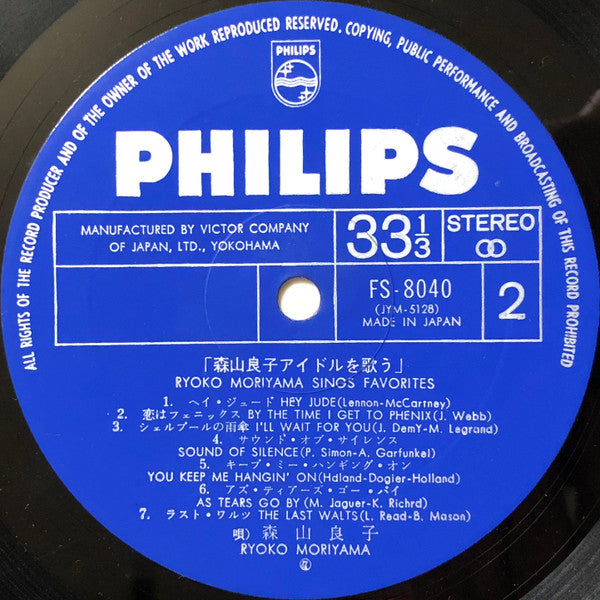 ALL RIGHTS OF THE RECORD PRODUCER AND OF THE OWNER OF THE WORK REPRODUCED RESERVED. COPYING, PUBLIC PERFORMANCE AND BROADCASTING OF THIS RECORD PROHIBITED
PHILIPS
PHILIPS
MANUFACTURED BY VICTOR COMPANY
OF JAPAN, LTD., YOKOHAMA
33 1/3
STEREO
FS-8040
(JYM-5128)
MADE IN JAPAN
2
「森山良子アイドルを歌う」
RYOKO MORIYAMA SINGS FAVORITES
1. ヘイ・ジュード HEY JUDE(Lennon-McCartney)
2. 恋はフェニックス BY THE TIME I GET TO PHENIX(J. Webb)
3. シェルブールの雨傘 I'LL WAIT FOR YOU(J. DemY-M. Legrand)
4. サウンド・オブ・サイレンス
SOUND OF SILENCE(P. Simon-A. Garfunkel)
5. キープ・ミー・ハンギング・オン
YOU KEEP ME HANGIN' ON(Haland-Dogier-Holland)
6. アズ・ティアーズ・ゴー・バイ
AS TEARS GO BY(M. Jaguer-K. Richrd)
7. ラスト・ワルツ THE LAST WALTS(L. Read-B. Mason)
唄) 森山良子
RYOKO MORIYAMA